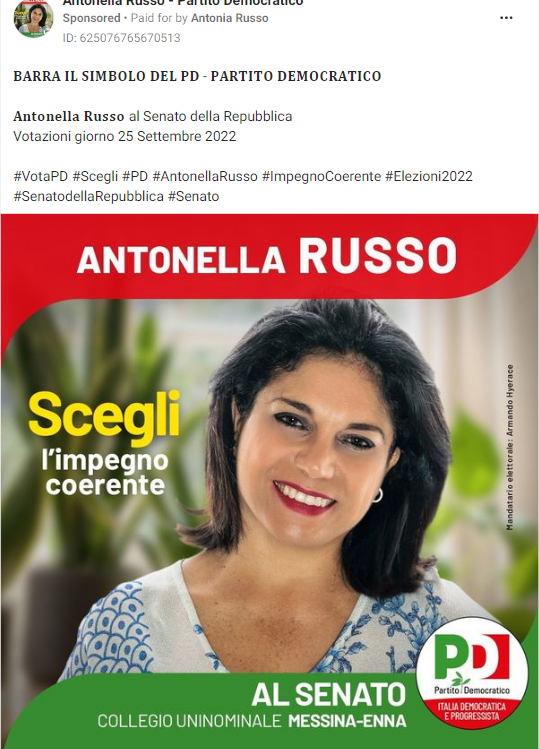 Antonella Russo - Partito Democratico
Sponsored • Paid for by Antonia Russo
ID: 625076765670513
BARRA IL SIMBOLO DEL PD - PARTITO DEMOCRATICO
Antonella Russo al Senato della Repubblica
Votazioni giorno 25 Settembre 2022
#VotaPD #Scegli #PD #AntonellaRusso #ImpegnoCoerente #Elezioni2022
#SenatodellaRepubblica #Senato
ANTONELLA RUSSO
Scegli
l'impegno
coerente
Mandatario elettorale: Armando Hyerace
AL SENATO
COLLEGIO UNINOMINALE MESSINA-ENNA
PD
Partito Democratico
ITALIA DEMOCRATICA
E PROGRESSISTA